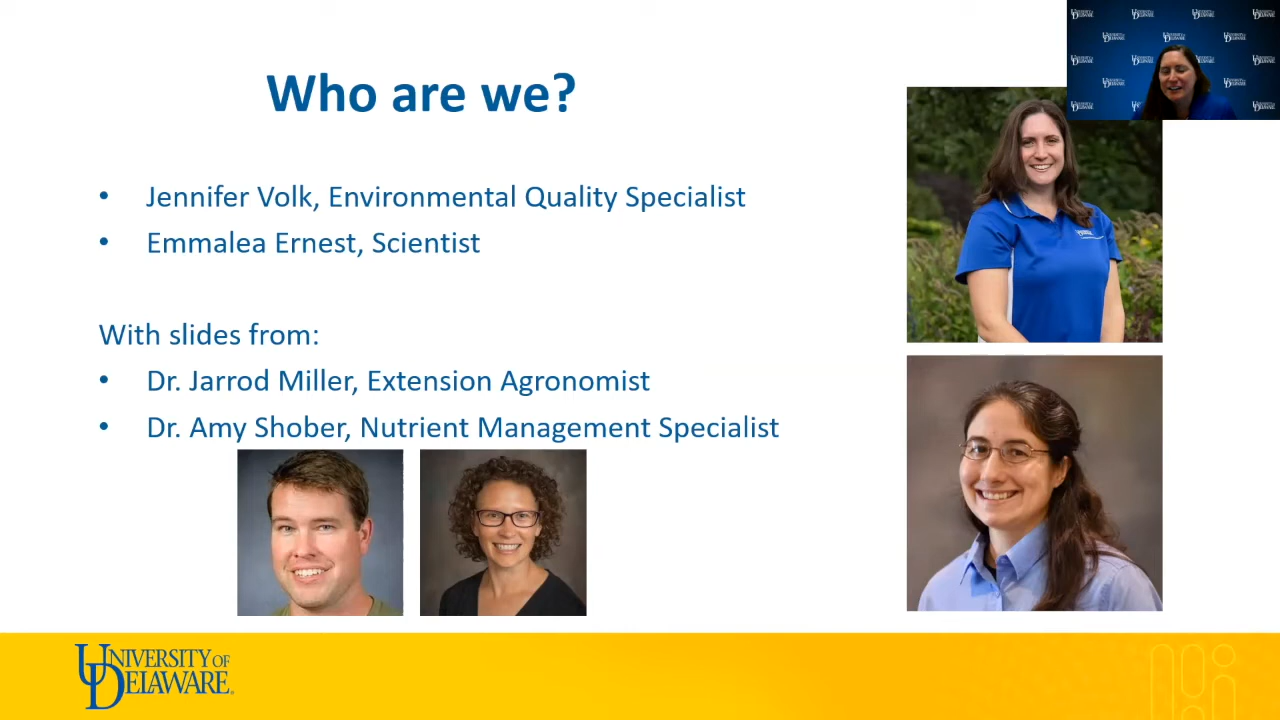 Who are we?
• Jennifer Volk, Environmental Quality Specialist
• Emmalea Ernest, Scientist
With slides from:
• Dr. Jarrod Miller, Extension Agronomist
• Dr. Amy Shober, Nutrient Management Specialist
UNIVERSITY OF
DELAWARE